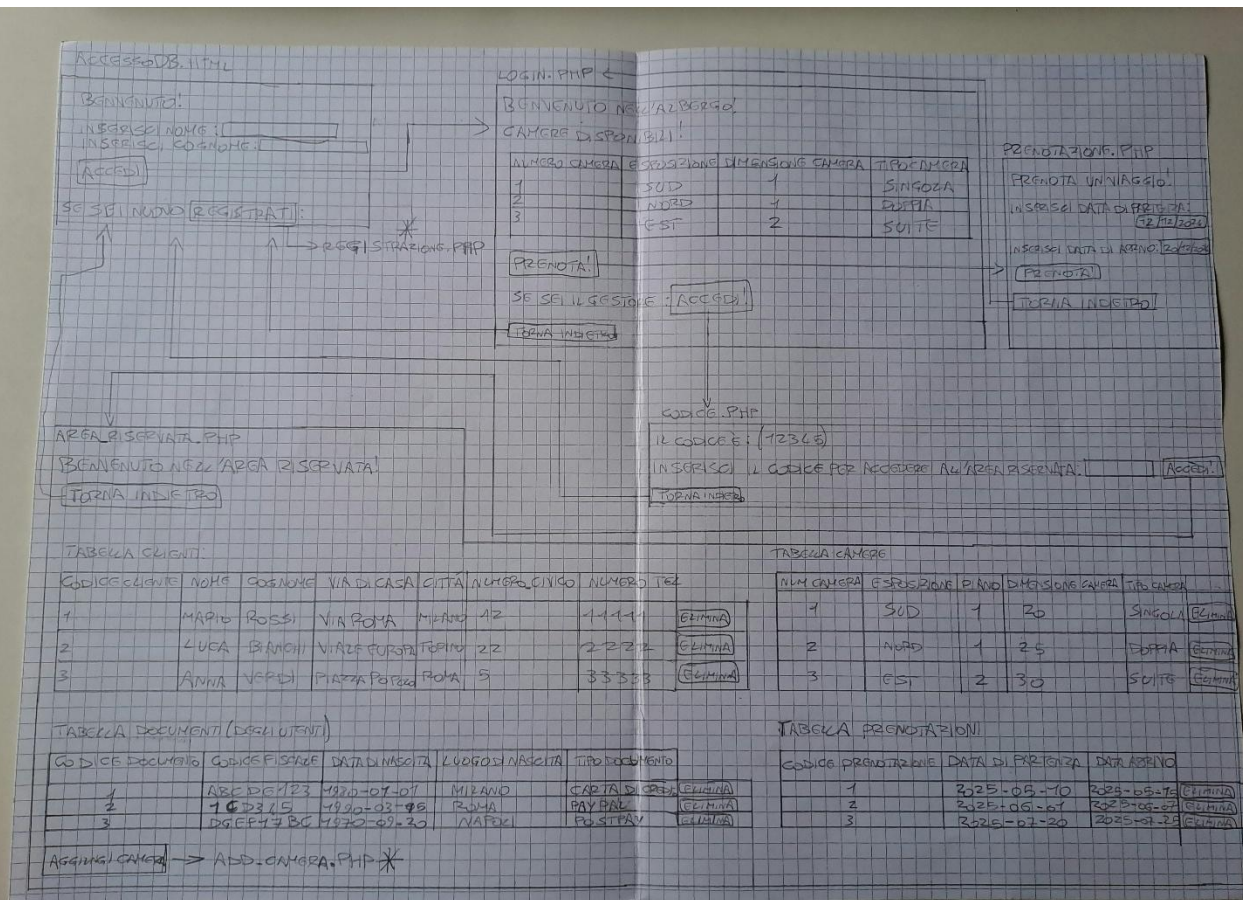 ACCESSODB.HTML
BENVENUTO!
INSERISCI NOME:
INSERISCI COGNOME:
ACCEDI
SE SEI NUOVO REGISTRATI:
REGISTRAZIONE.PHP
LOGIN.PHP
BENVENUTO NELL'ALBERGO!
CAMERE DISPONIBILI!
NUMERO CAMERA ESPOSIZIONE DIMENSIONE CAMERA TIPO CAMERA
1 SUD 1 SINGOLA
2 NORD 1 DOPPIA
3 EST 2 SUITE
PRENOTA!
SE SEI IL GESTORE: ACCEDI!
TORNA INDIETRO
PRENOTAZIONE.PHP
PRENOTA UN VIAGGIO!
INSERISCI DATA DI PARTENZA:
12/12/2024
INSERISCI DATA DI
PRENOTA!
TORNA INDIETRO!
CODICE.PHP
IL CODICE È: (12345)
INSERISCI IL CODICE PER ACCEDERE ALL'AREA RISERVATA: ACCEDI!
TORNA INDIETRO
AREA_RISERVATA.PHP
BENVENUTO NELL'AREA RISERVATA!
TORNA INDIETRO
TABELLA CLIENTI:
CODICE CLIENTE NOME COGNOME VIA DI CASA CITTÀ NUMERO_CIVICO NUMERO TEL
1 MARIO ROSSI VIA ROMA MILANO 12 11111 ELIMINA
2 LUCA BIANCHI VIALE EUROPA TORINO 22 2222 ELIMINA
3 ANNA VERDI PIAZZA POPOLO ROMA 5 33333 ELIMINA
TABELLA CAMERE
NUM CAMERA ESPOSIZIONE PIANO DIMENSIONE CAMERA TIPO CAMERA
1 SUD 1 20 SINGOLA ELIMINA
2 NORD 1 25 DOPPIA ELIMINA
3 EST 2 30 SUITE ELIMINA
TABELLA DOCUMENTI (DEGLI UTENTI)
CODICE DOCUMENTO CODICE FISCALE DATA DI NASCITA LUOGO DI NASCITA TIPO DOCUMENTO
1 1980-01-01 MILANO CARTA DI ELIMINA
2 ROMA PAYPAL ELIMINA
3 1970-09-20 NAPOLI POSTPAY ELIMINA
TABELLA PRENOTAZIONI
CODICE PRENOTAZIONE DATA DI PARTENZA DATA
1 2025-05-10 2025-05-15 ELIMINA
2 2025-06-01 2025-06-07 ELIMINA
3 2025-07-20 2025-07-25 ELIMINA
AGGIUNGI CAMERA → ADD_CAMERA.PHP